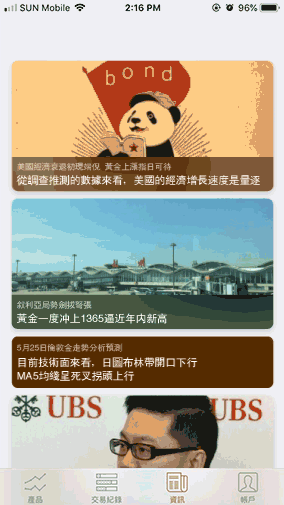 SUN Mobile 2:16 PM 96%
bond
美國經濟衰退初現端倪 黃金上漲指日可待
從調查推測的數據來看，美國的經濟增長速度是量逐
敘利亞局勢劍拔弩張
黃金一度冲上1365逼近年内新高
5月25日倫敦金走勢分析預測
目前技術面來看，日圓布林帶開口下行
MA5均綫呈死叉拐頭上行
UBS UBS
產品 交易紀錄 資訊 帳戶